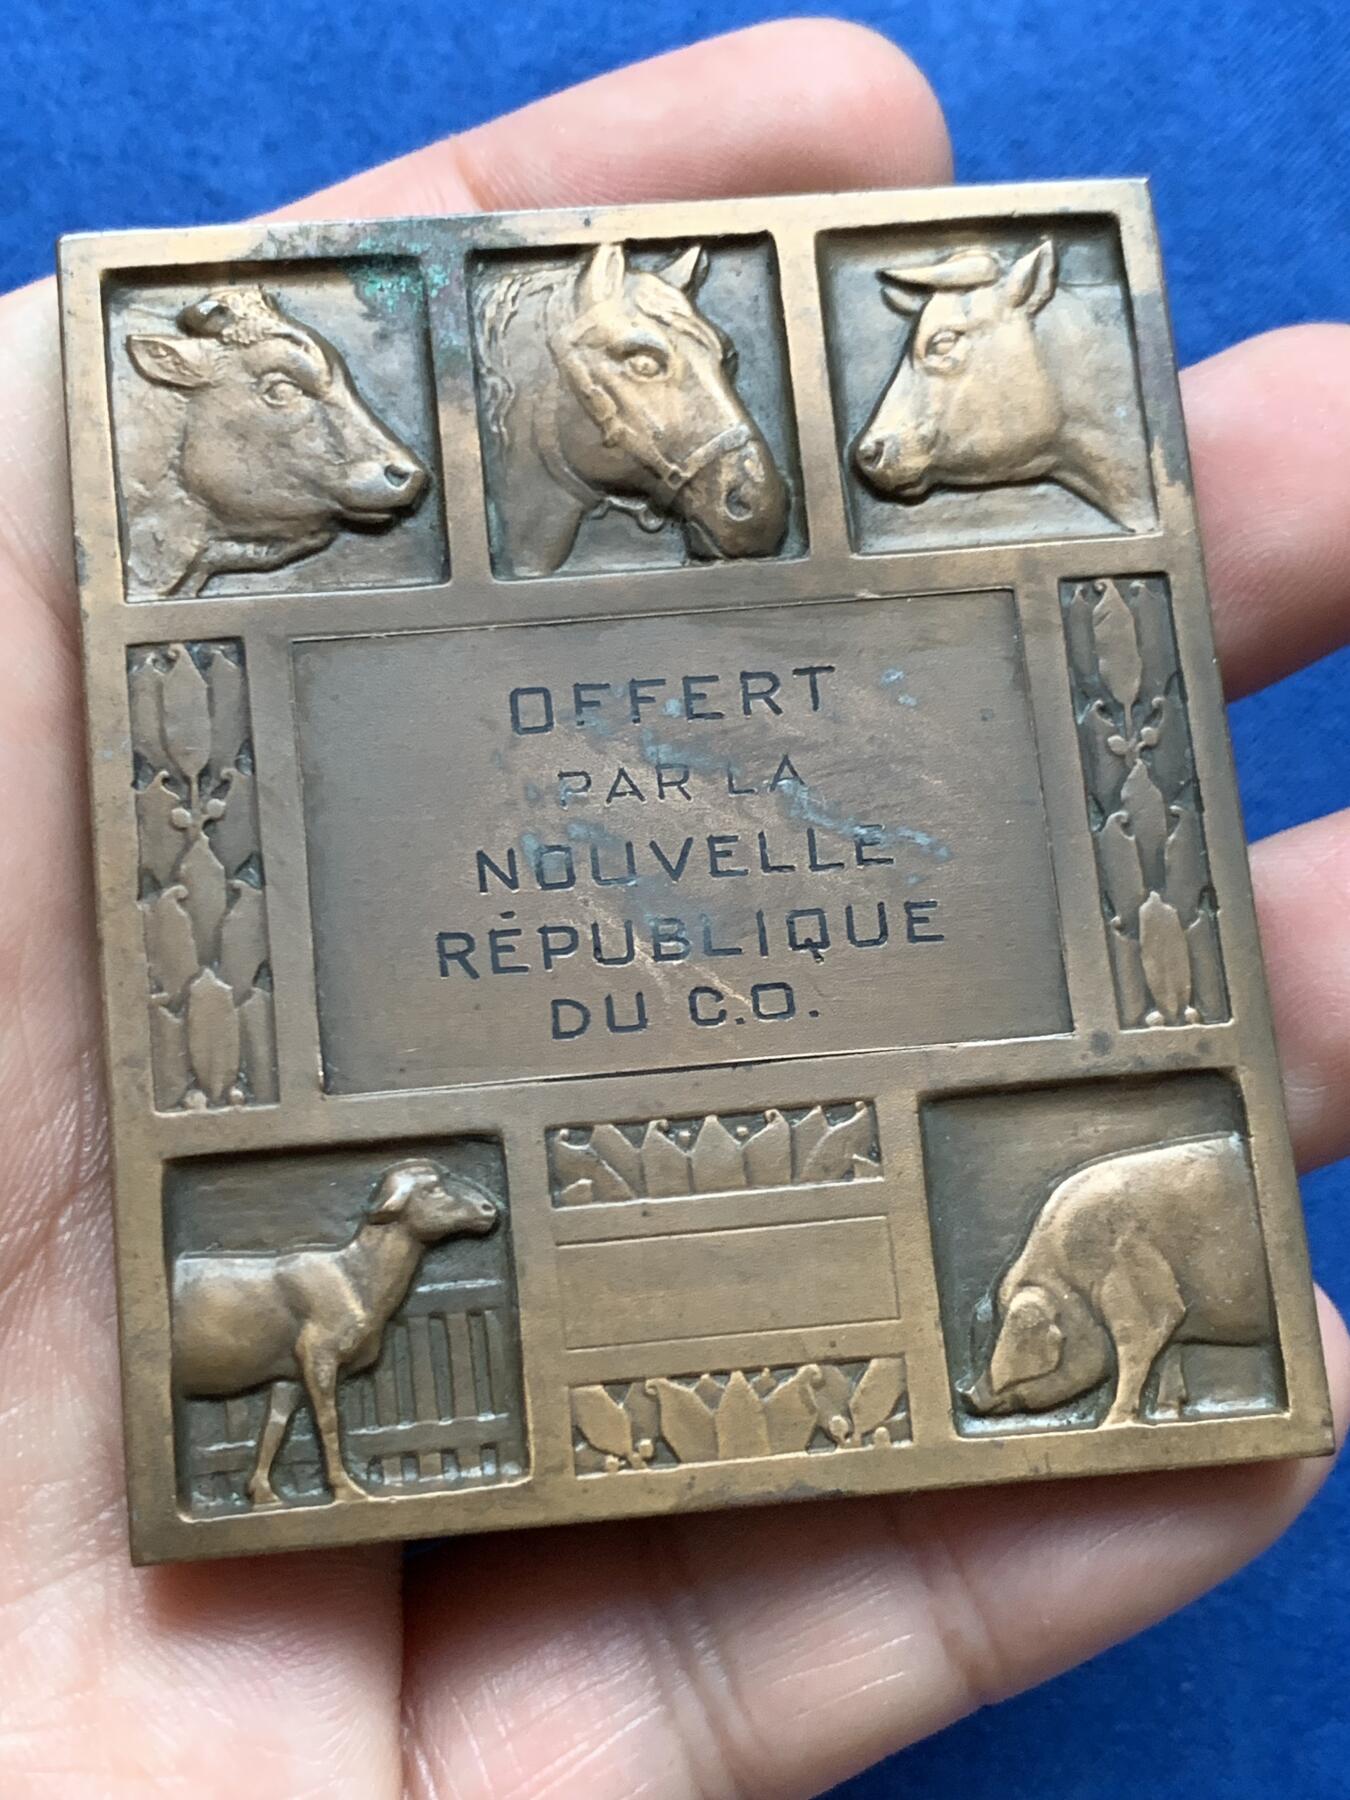 OFFERT
PAR LA
NOUVELLE
RÉPUBLIQUE
DU C.O.